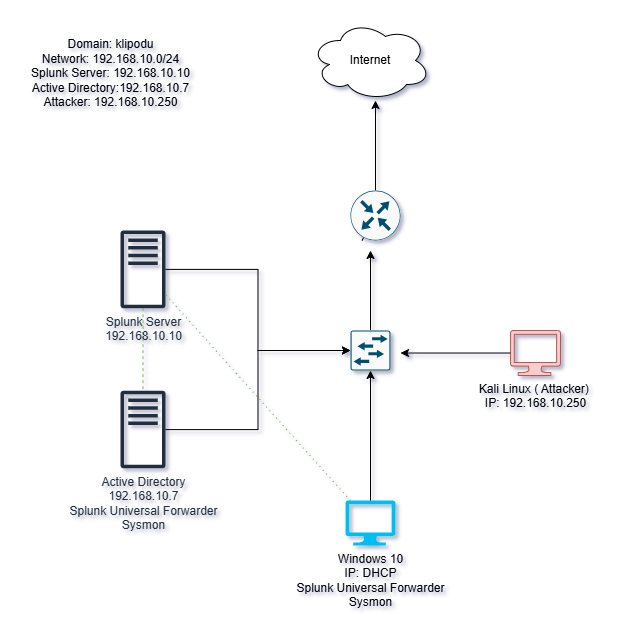 Domain: klipodu
Network: 192.168.10.0/24
Splunk Server: 192.168.10.10
Active Directory:192.168.10.7
Attacker: 192.168.10.250
Internet
Splunk Server
192.168.10.10
Kali Linux ( Attacker)
IP: 192.168.10.250
Active Directory
192.168.10.7
Splunk Universal Forwarder
Sysmon
Windows 10
IP: DHCP
Splunk Universal Forwarder
Sysmon